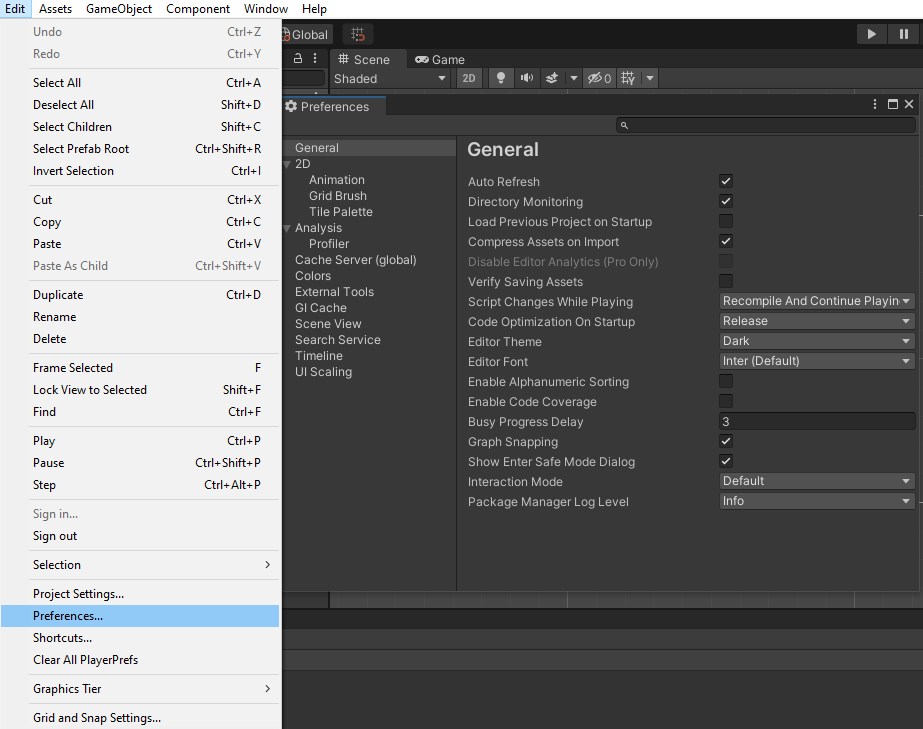 Edit Assets GameObject Component Window Help
Undo Ctrl+Z
Redo Ctrl+Y
Select All Ctrl+A
Deselect All Shift+D
Select Children Shift+C
Select Prefab Root Ctrl+Shift+R
Invert Selection Ctrl+I
Cut Ctrl+X
Copy Ctrl+C
Paste Ctrl+V
Paste As Child Ctrl+Shift+V
Duplicate Ctrl+D
Rename
Delete
Frame Selected F
Lock View to Selected Shift+F
Find Ctrl+F
Play Ctrl+P
Pause Ctrl+Shift+P
Step Ctrl+Alt+P
Sign in...
Sign out
Selection
Project Settings...
Preferences...
Shortcuts...
Clear All PlayerPrefs
Graphics Tier
Grid and Snap Settings...
Global
Scene Game
Shaded 2D 0
Preferences
General
2D
Animation
Grid Brush
Tile Palette
Analysis
Profiler
Cache Server (global)
Colors
External Tools
GI Cache
Scene View
Search Service
Timeline
UI Scaling
General
Auto Refresh
Directory Monitoring
Load Previous Project on Startup
Compress Assets on Import
Disable Editor Analytics (Pro Only)
Verify Saving Assets
Script Changes While Playing Recompile And Continue Playin
Code Optimization On Startup Release
Editor Theme Dark
Editor Font Inter (Default)
Enable Alphanumeric Sorting
Enable Code Coverage
Busy Progress Delay 3
Graph Snapping
Show Enter Safe Mode Dialog
Interaction Mode Default
Package Manager Log Level Info